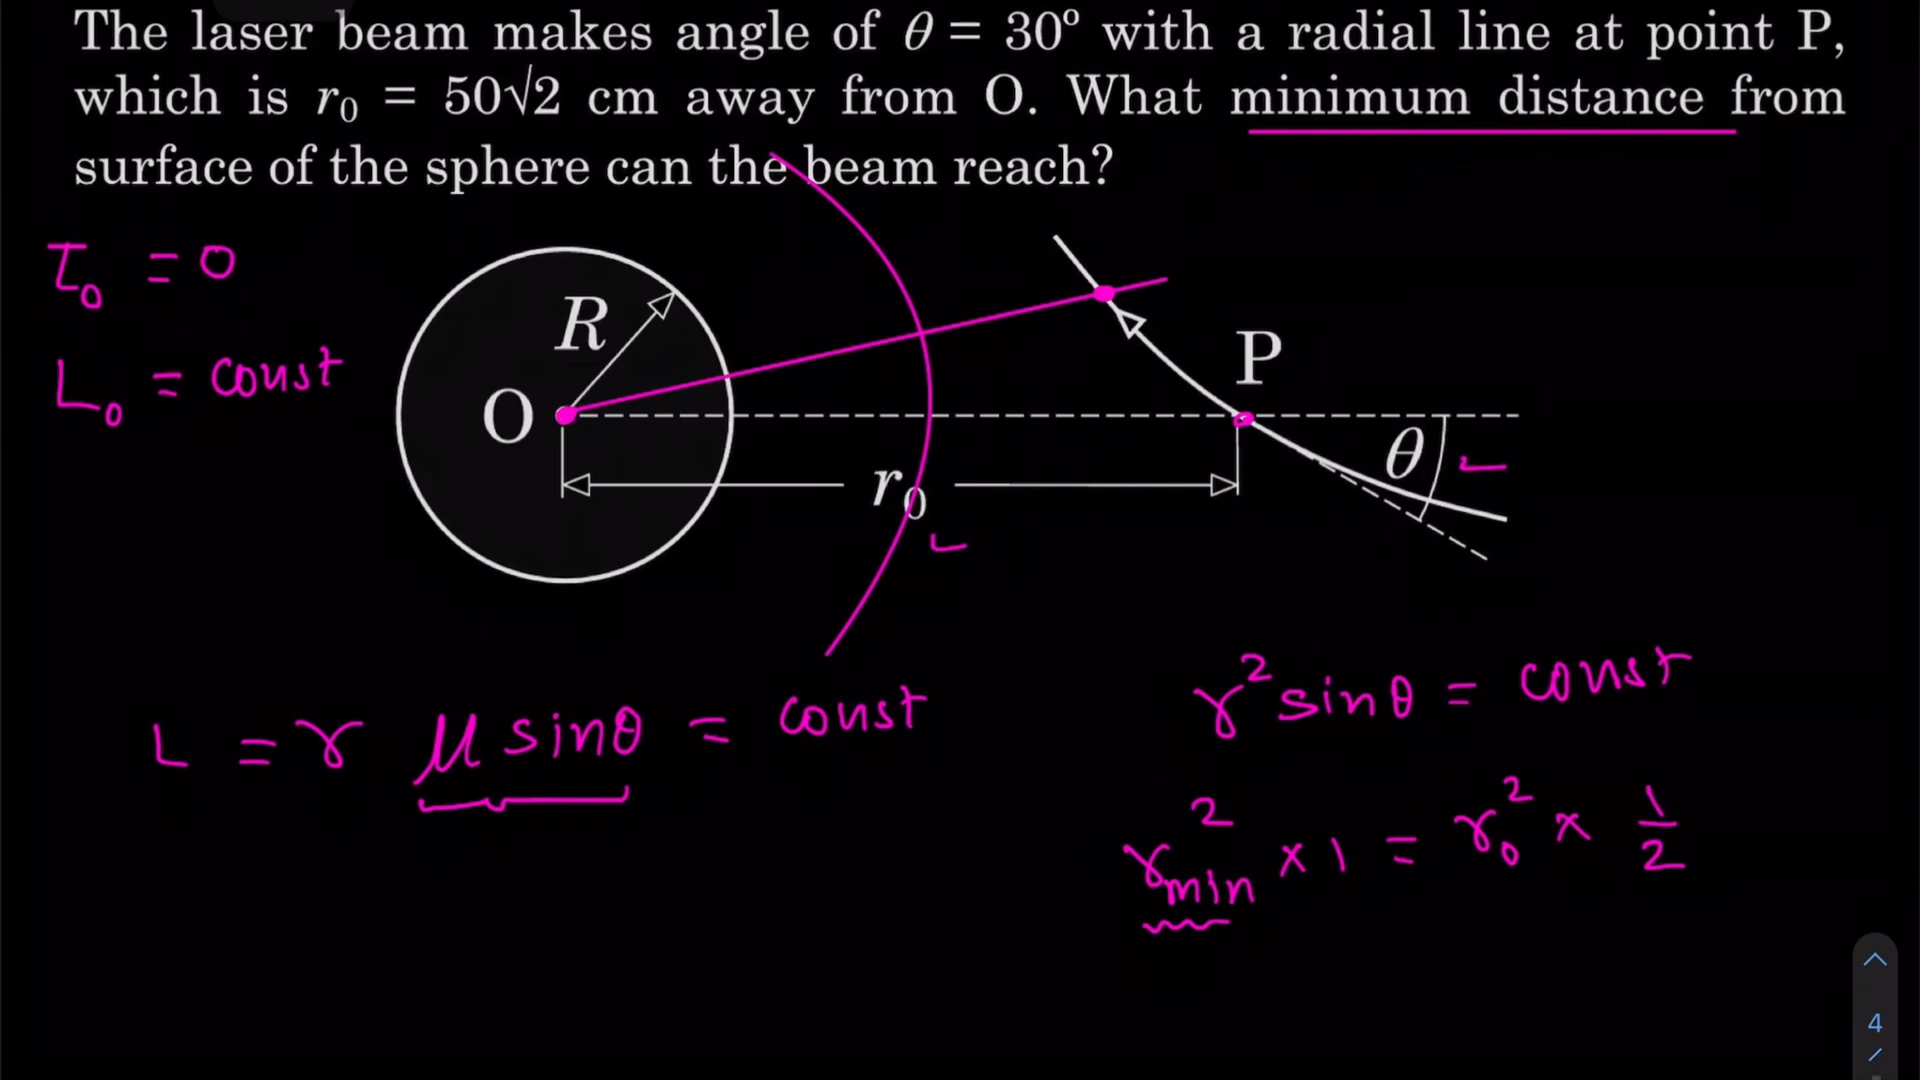 The laser beam makes angle of θ = 30º with a radial line at point P,
which is r₀ = 50√2 cm away from O. What minimum distance from
surface of the sphere can the beam reach?
τ₀ = 0
L₀ = const
R
O
P
θ
r₀
L = r μ sinθ = const
r² sinθ = const
r²min × 1 = r₀² × 1/2
4